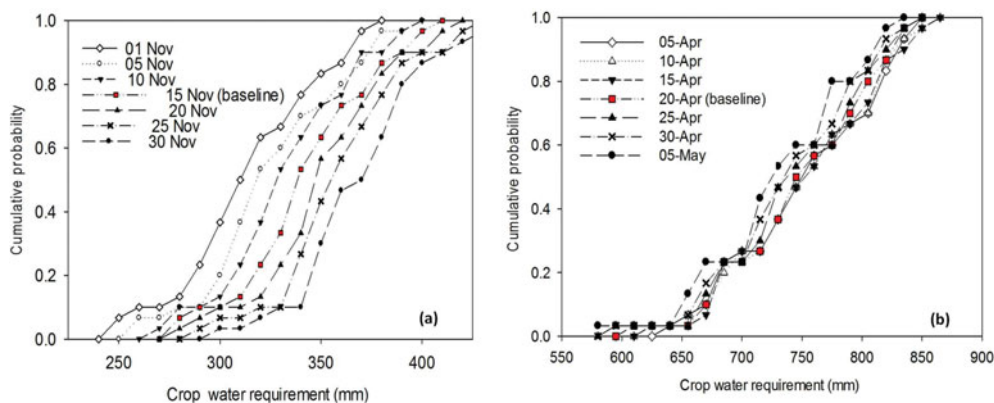 1.0
0.8
0.6
0.4
0.2
0.0
Cumulative probability
01 Nov
05 Nov
10 Nov
15 Nov (baseline)
20 Nov
25 Nov
30 Nov
(a)
250 300 350 400
Crop water requirement (mm)
1.0
0.8
0.6
0.4
0.2
0.0
Cumulative probability
05-Apr
10-Apr
15-Apr
20-Apr (baseline)
25-Apr
30-Apr
05-May
(b)
550 600 650 700 750 800 850 900
Crop water requirement (mm)